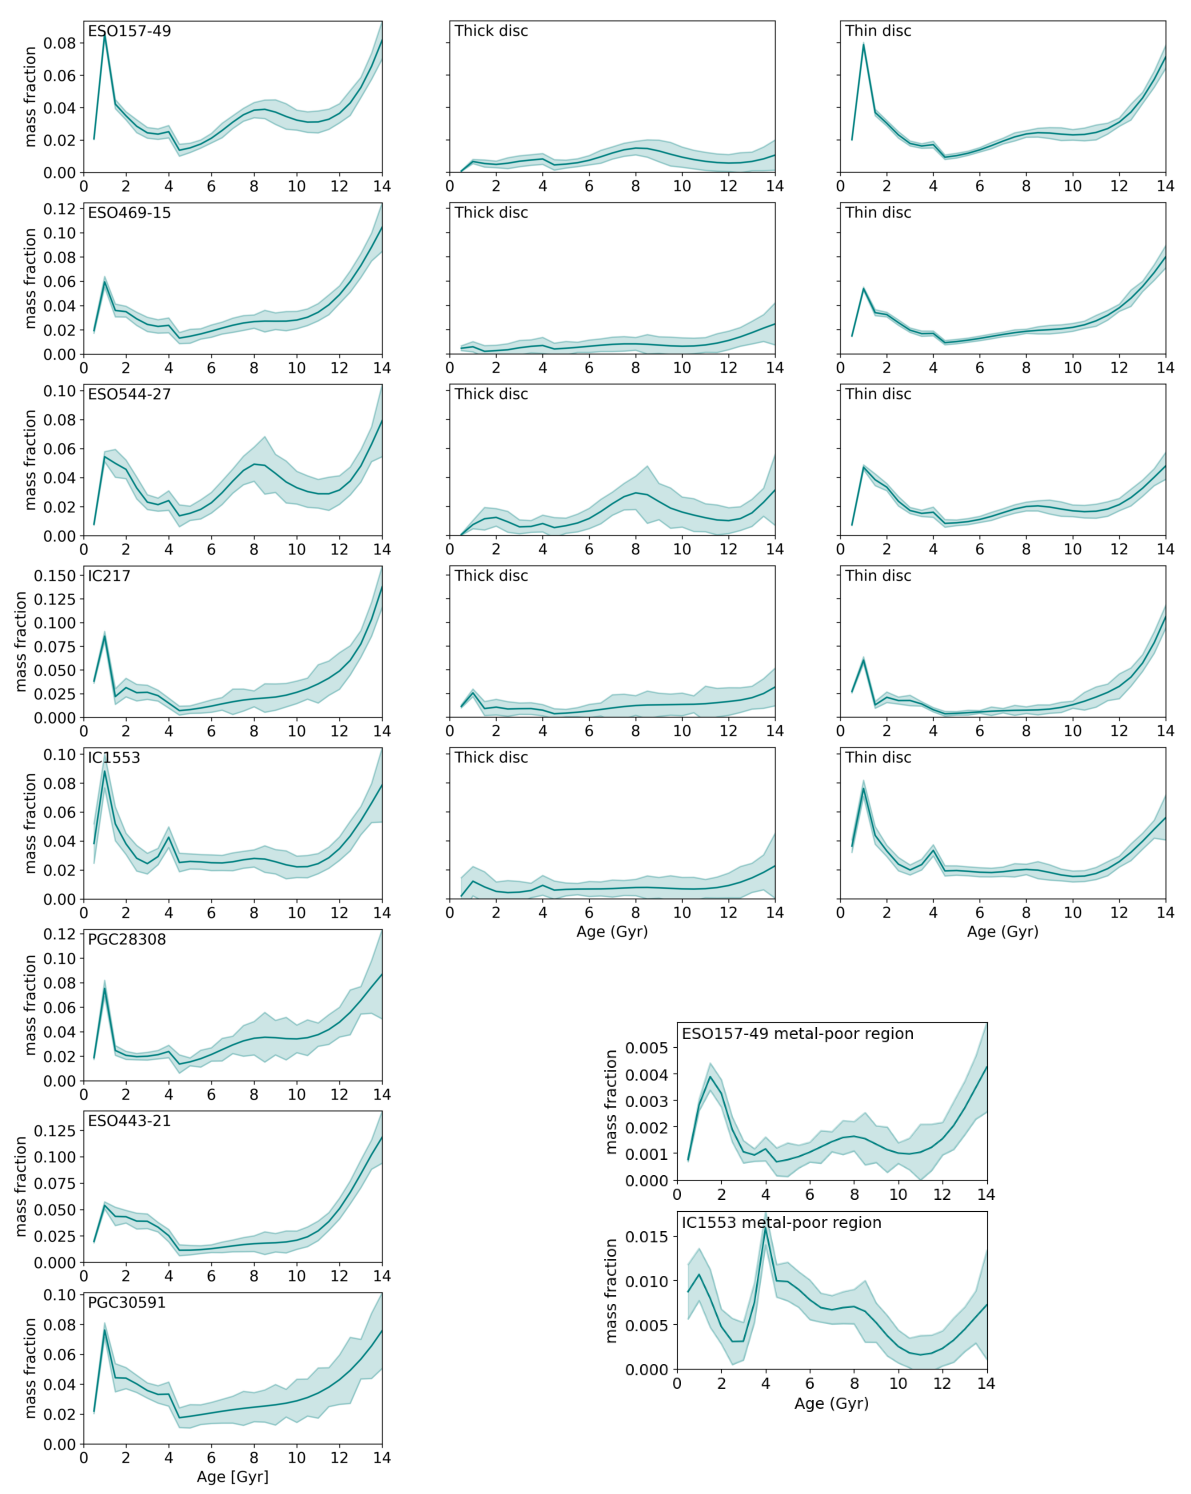 ESO157-49
Thick disc
Thin disc
mass fraction
0.08
0.06
0.04
0.02
0.00
0 2 4 6 8 10 12 14
0 2 4 6 8 10 12 14
0 2 4 6 8 10 12 14
ESO469-15
Thick disc
Thin disc
mass fraction
0.12
0.10
0.08
0.06
0.04
0.02
0.00
0 2 4 6 8 10 12 14
0 2 4 6 8 10 12 14
0 2 4 6 8 10 12 14
ESO544-27
Thick disc
Thin disc
mass fraction
0.10
0.08
0.06
0.04
0.02
0.00
0 2 4 6 8 10 12 14
0 2 4 6 8 10 12 14
0 2 4 6 8 10 12 14
IC217
Thick disc
Thin disc
mass fraction
0.150
0.125
0.100
0.075
0.050
0.025
0.000
0 2 4 6 8 10 12 14
0 2 4 6 8 10 12 14
0 2 4 6 8 10 12 14
IC1553
Thick disc
Thin disc
mass fraction
0.10
0.08
0.06
0.04
0.02
0.00
0 2 4 6 8 10 12 14
0 2 4 6 8 10 12 14
0 2 4 6 8 10 12 14
Age (Gyr)
Age (Gyr)
PGC28308
mass fraction
0.12
0.10
0.08
0.06
0.04
0.02
0.00
0 2 4 6 8 10 12 14
ESO443-21
mass fraction
0.125
0.100
0.075
0.050
0.025
0.000
0 2 4 6 8 10 12 14
PGC30591
mass fraction
0.10
0.08
0.06
0.04
0.02
0.00
0 2 4 6 8 10 12 14
Age [Gyr]
ESO157-49 metal-poor region
mass fraction
0.005
0.004
0.003
0.002
0.001
0.000
0 2 4 6 8 10 12 14
IC1553 metal-poor region
mass fraction
0.015
0.010
0.005
0.000
0 2 4 6 8 10 12 14
Age (Gyr)